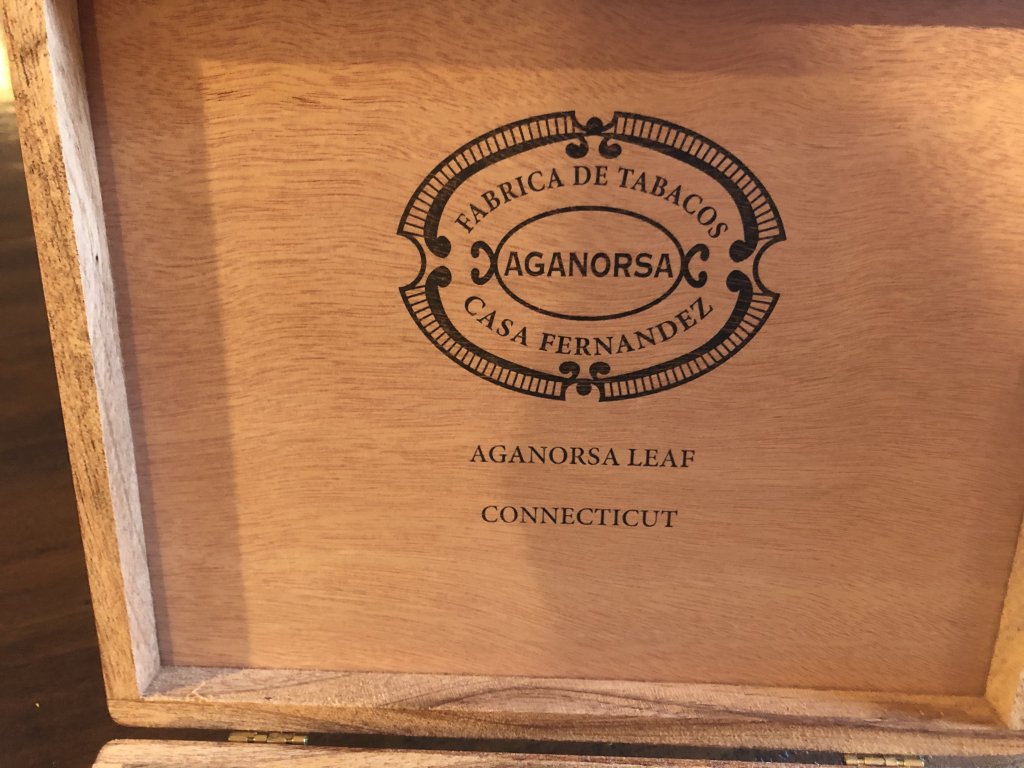 FABRICA DE TABACOS
AGANORSA
CASA FERNANDEZ
AGANORSA LEAF
CONNECTICUT